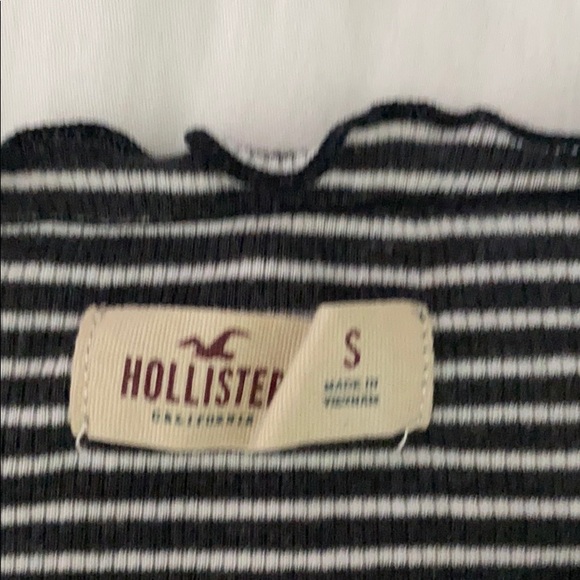 HOLLISTER
CALIFORNIA
S
MADE IN
VIETNAM